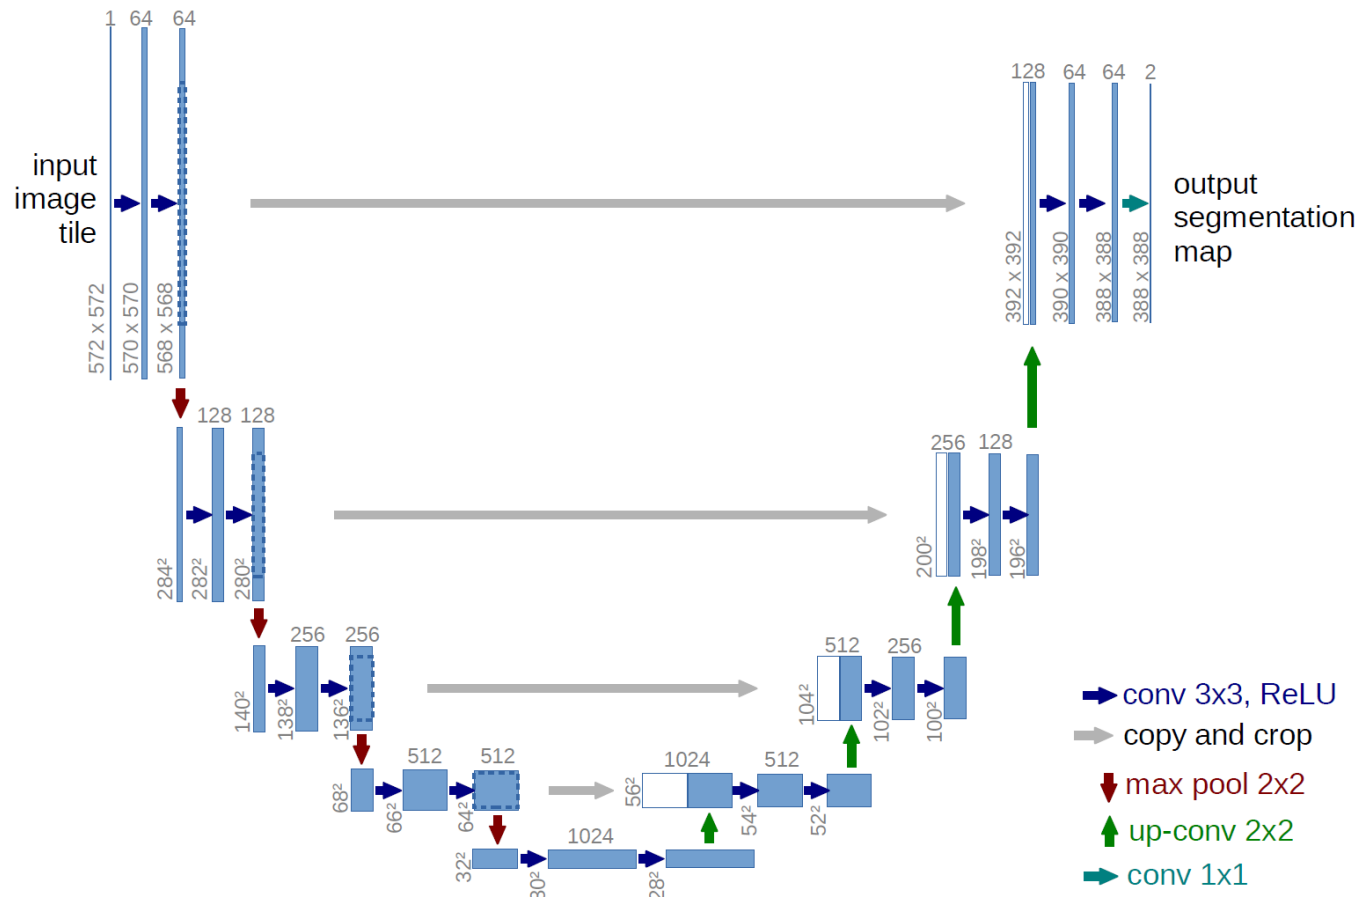 1 64 64
input
image
tile
572 x 572
570 x 570
568 x 568
128 64 64 2
output
segmentation
map
392 x 392
390 x 390
388 x 388
388 x 388
128 128
284²
282²
280²
256 128
200²
198²
196²
256 256
140²
138²
136²
512 256
104²
102²
100²
512 512
68²
66²
64²
1024 512
56²
54²
52²
1024
32²
30²
28²
conv 3x3, ReLU
copy and crop
max pool 2x2
up-conv 2x2
conv 1x1